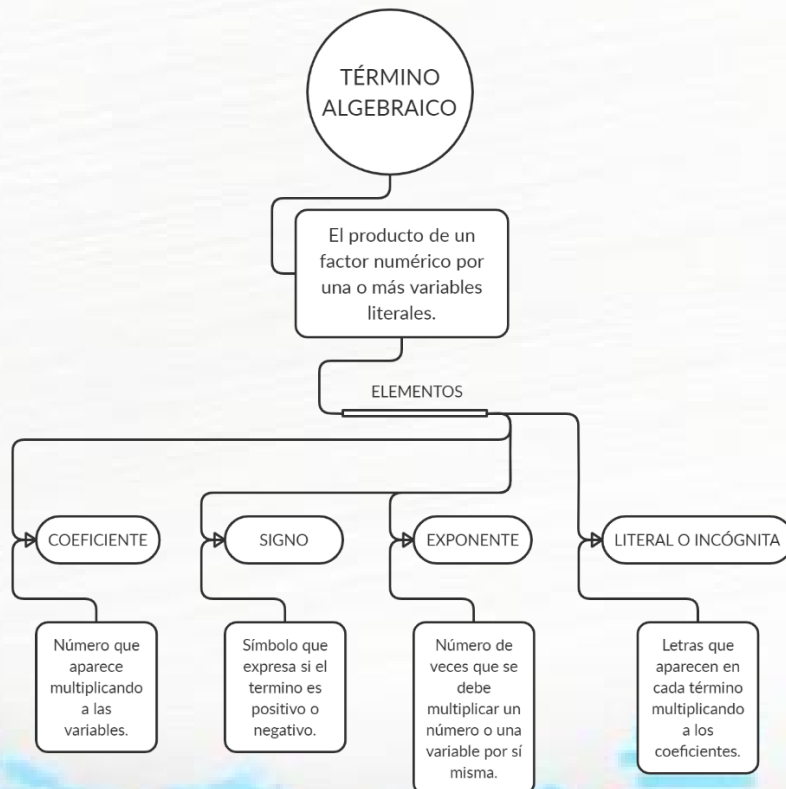 TÉRMINO
ALGEBRAICO
El producto de un
factor numérico por
una o más variables
literales.
ELEMENTOS
COEFICIENTE
SIGNO
EXPONENTE
LITERAL O INCÓGNITA
Número que
aparece
multiplicando
a las
variables.
Símbolo que
expresa si el
termino es
positivo o
negativo.
Número de
veces que se
debe
multiplicar un
número o una
variable por sí
misma.
Letras que
aparecen en
cada término
multiplicando
a los
coeficientes.